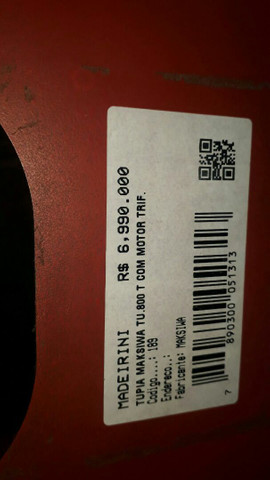 MADEIRINI R$ 6,990.000
TUPIA MAKSIWA TU.800 T COM MOTOR TRIF.
Codigo....: 189
Endereco..:
Fabricante: MAKSIWA
7 890300 051313